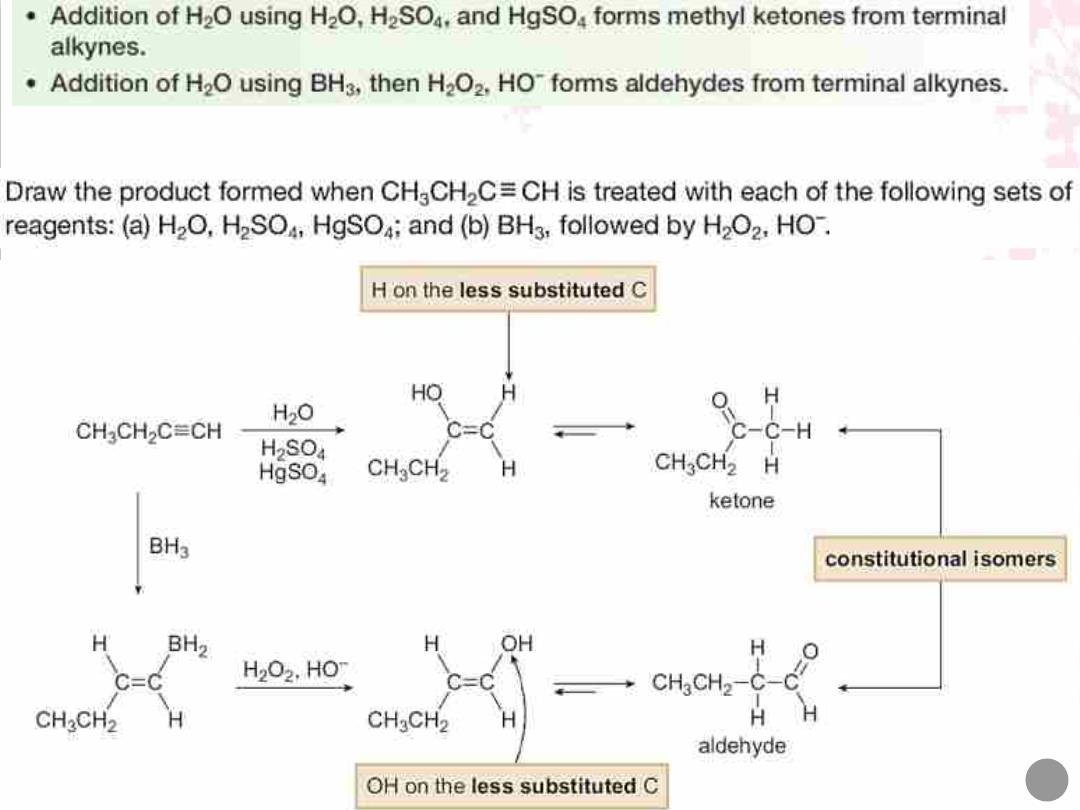 • Addition of H₂O using H₂O, H₂SO₄, and HgSO₄ forms methyl ketones from terminal
alkynes.
• Addition of H₂O using BH₃, then H₂O₂, HO⁻ forms aldehydes from terminal alkynes.
Draw the product formed when CH₃CH₂C≡CH is treated with each of the following sets of
reagents: (a) H₂O, H₂SO₄, HgSO₄; and (b) BH₃, followed by H₂O₂, HO⁻.
H on the less substituted C
HO H O H
H₂O
CH₃CH₂C≡CH C=C C–C–H
H₂SO₄
HgSO₄ CH₃CH₂ H CH₃CH₂ H
ketone
BH₃
constitutional isomers
H BH₂ H OH H O
H₂O₂, HO⁻
C=C C=C CH₃CH₂–C–C
CH₃CH₂ H CH₃CH₂ H H H
aldehyde
OH on the less substituted C